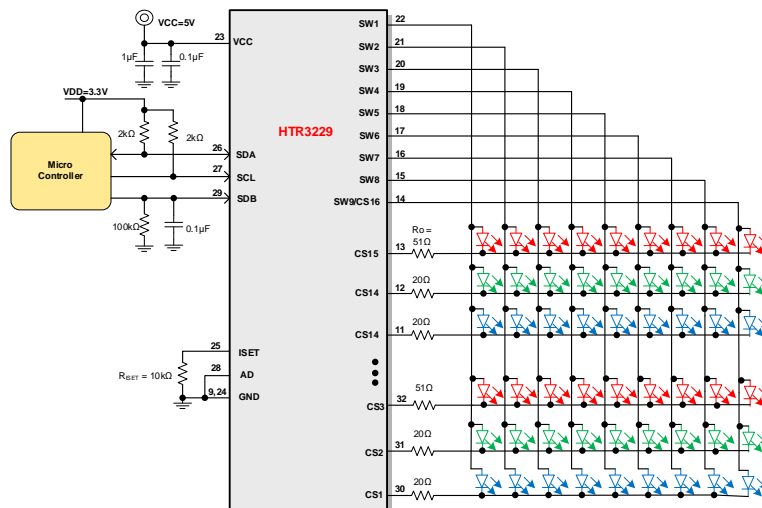 VCC=5V
23
VCC
1µF
0.1µF
VDD=3.3V
2kΩ
2kΩ
HTR3229
Micro
Controller
26
SDA
27
SCL
29
SDB
100kΩ
0.1µF
25
ISET
RISET = 10kΩ
28
AD
9,24
GND
SW1
22
SW2
21
SW3
20
SW4
19
SW5
18
SW6
17
SW7
16
SW8
15
SW9/CS16
14
Ro =
51Ω
CS15
13
20Ω
CS14
12
20Ω
CS14
11
51Ω
CS3
32
20Ω
CS2
31
20Ω
CS1
30